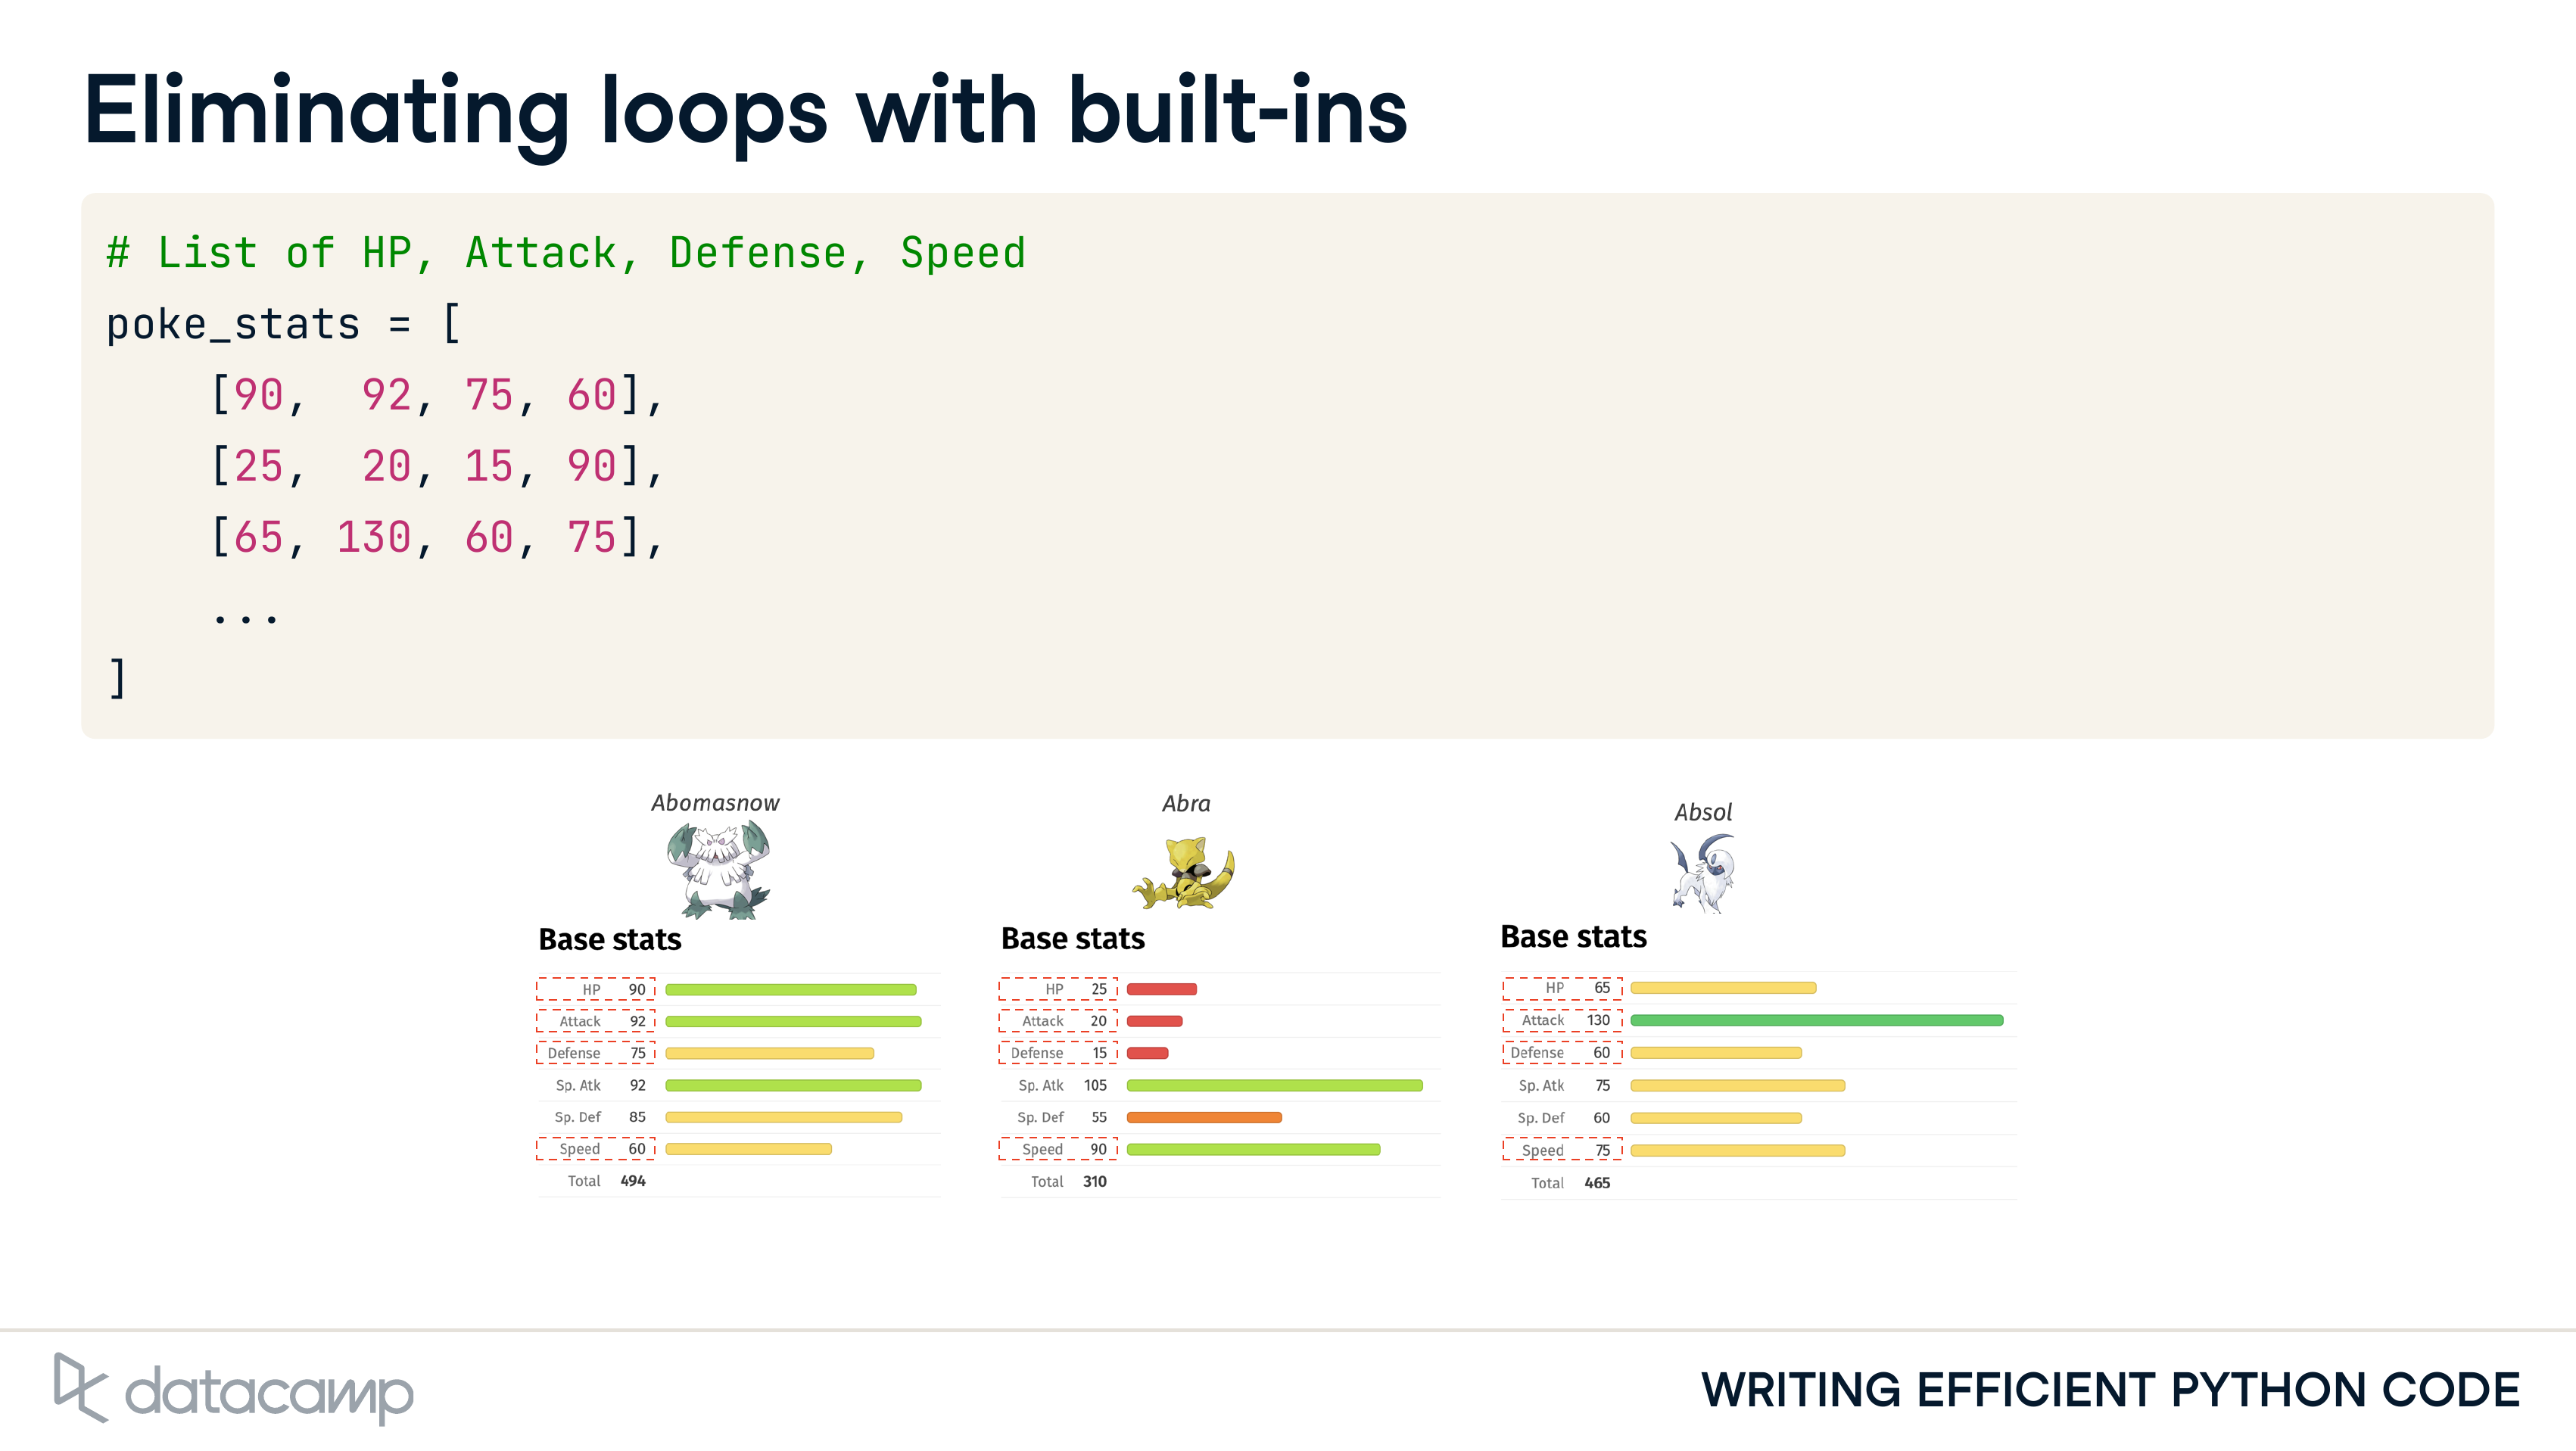 Eliminating loops with built-ins
# List of HP, Attack, Defense, Speed
poke_stats = [
    [90,  92, 75, 60],
    [25,  20, 15, 90],
    [65, 130, 60, 75],
    ...
]
Abomasnow
Base stats
HP 90
Attack 92
Defense 75
Sp. Atk 92
Sp. Def 85
Speed 60
Total 494
Abra
Base stats
HP 25
Attack 20
Defense 15
Sp. Atk 105
Sp. Def 55
Speed 90
Total 310
Absol
Base stats
HP 65
Attack 130
Defense 60
Sp. Atk 75
Sp. Def 60
Speed 75
Total 465
datacamp
WRITING EFFICIENT PYTHON CODE